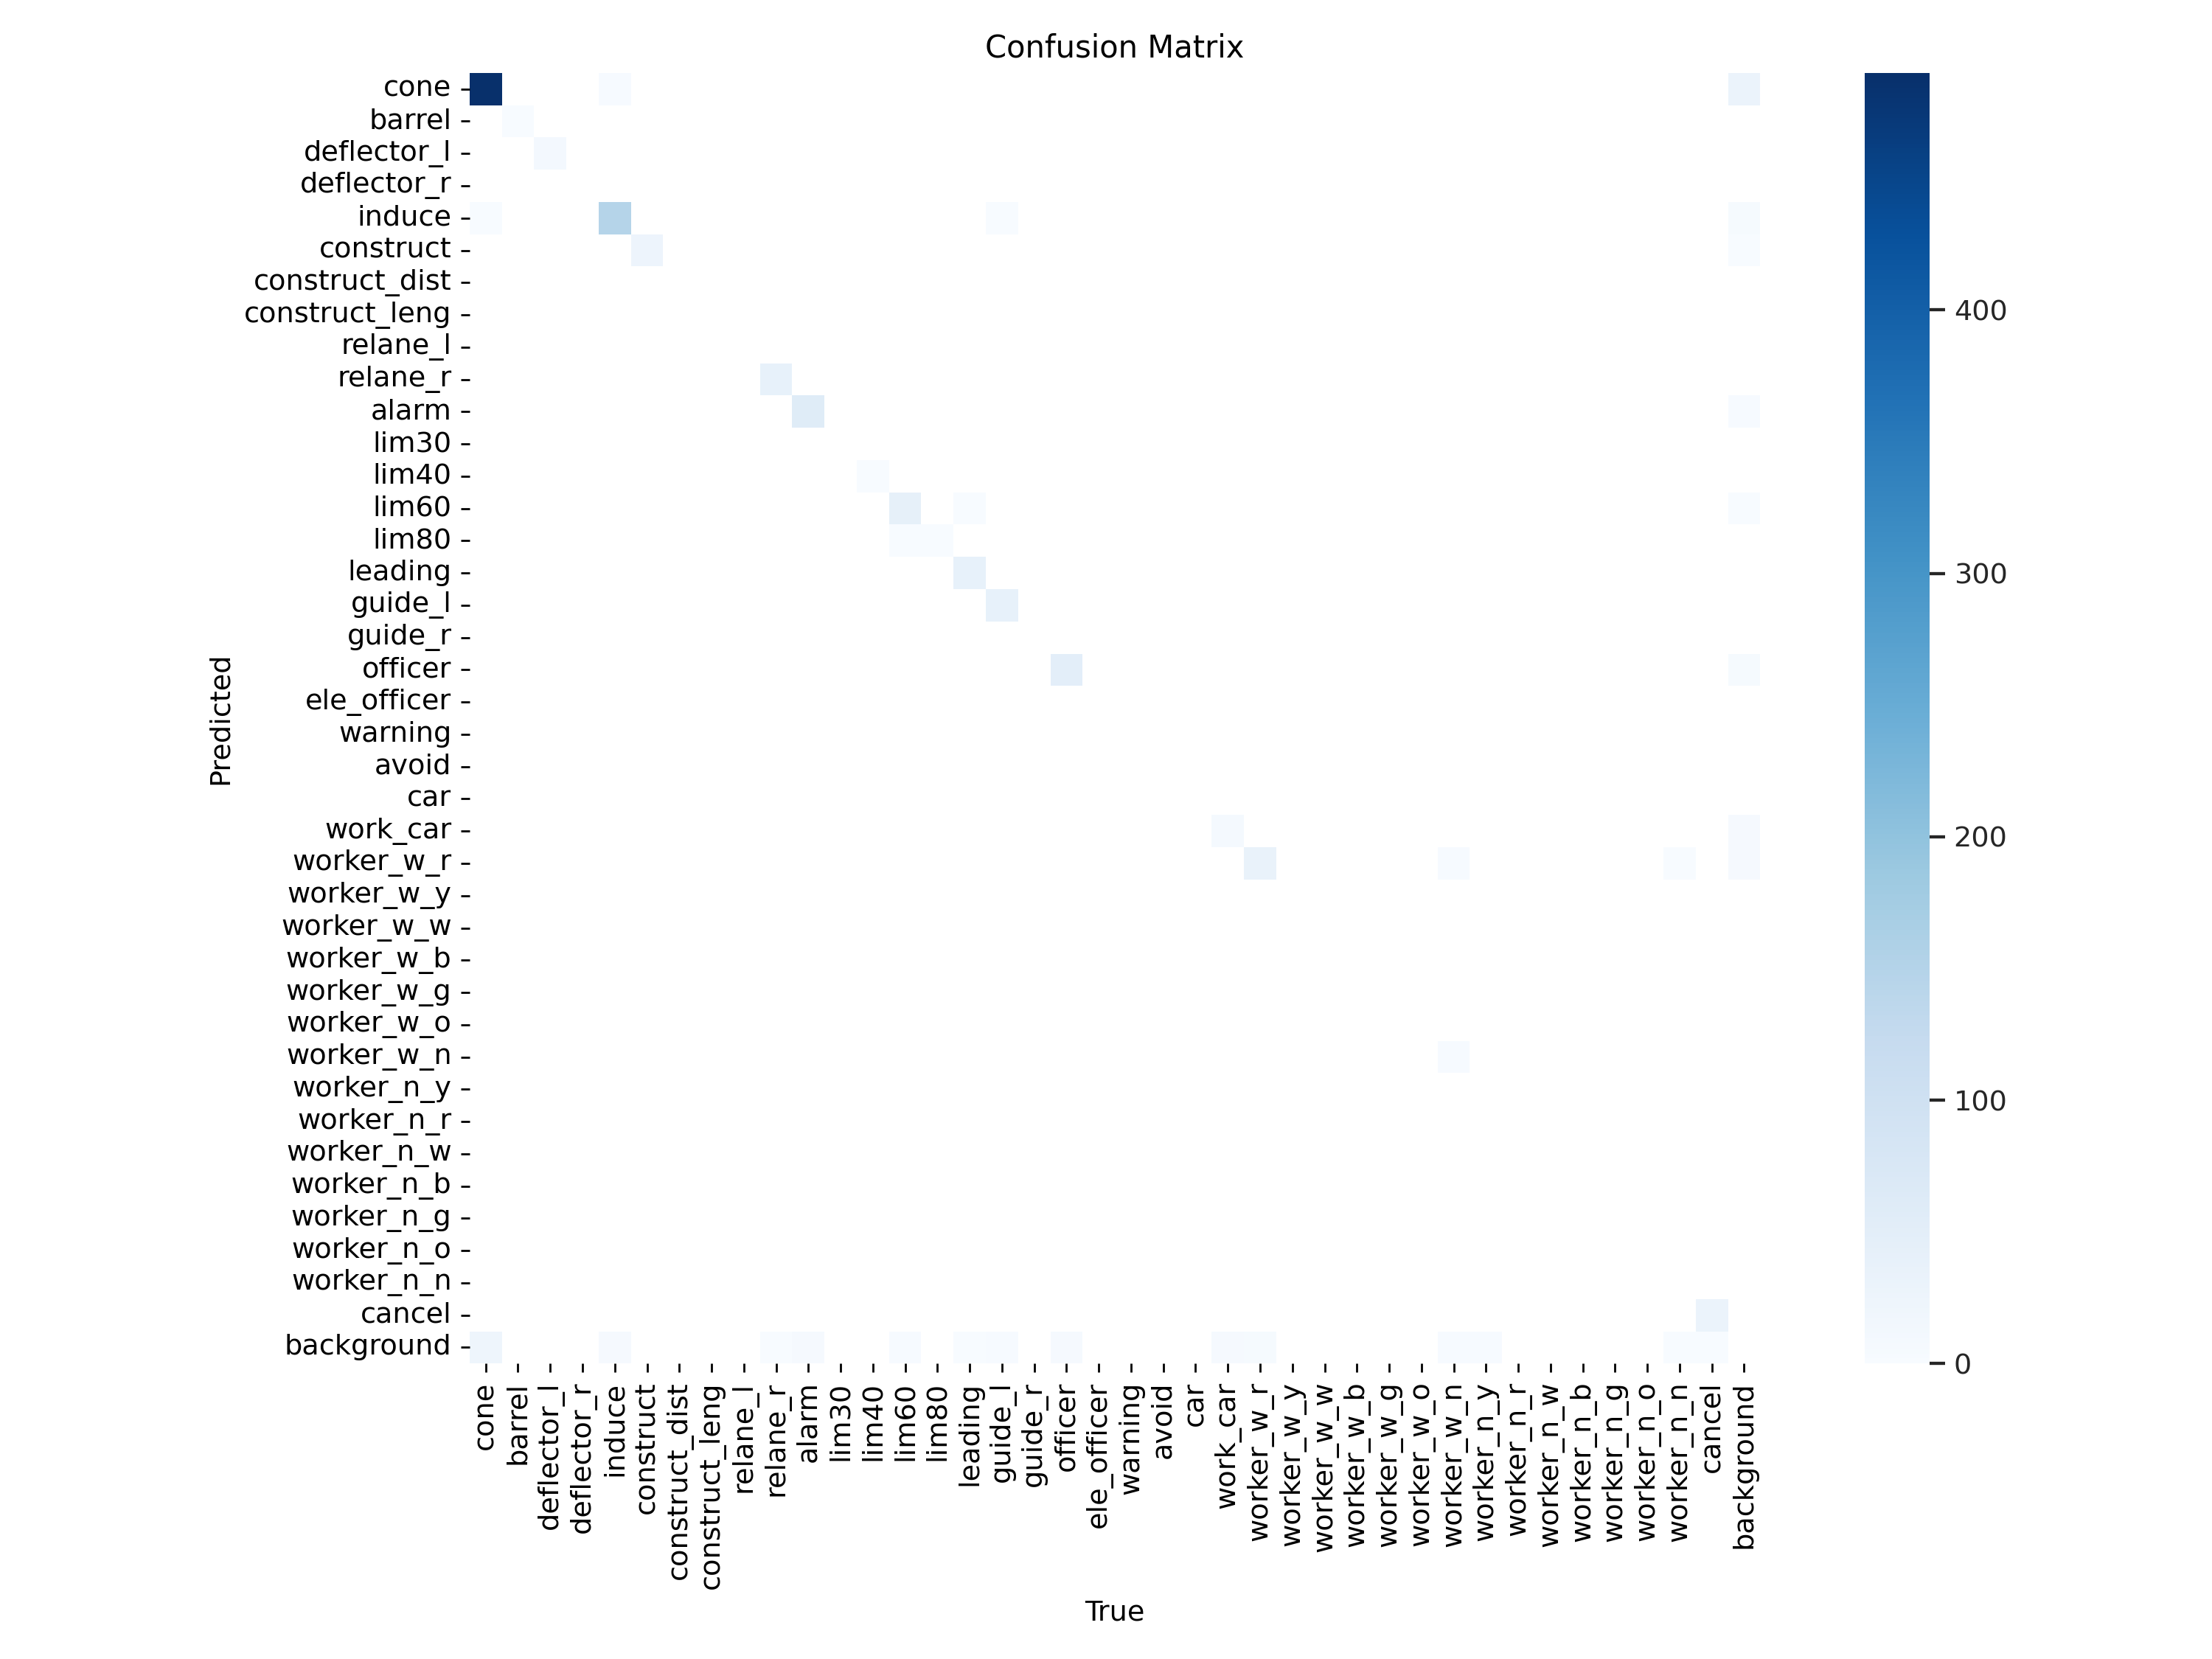 Confusion Matrix
cone
barrel
deflector_l
deflector_r
induce
construct
construct_dist
construct_leng
relane_l
relane_r
alarm
lim30
lim40
lim60
lim80
leading
guide_l
guide_r
officer
ele_officer
warning
avoid
car
work_car
worker_w_r
worker_w_y
worker_w_w
worker_w_b
worker_w_g
worker_w_o
worker_w_n
worker_n_y
worker_n_r
worker_n_w
worker_n_b
worker_n_g
worker_n_o
worker_n_n
cancel
background
Predicted
cone
barrel
deflector_l
deflector_r
induce
construct
construct_dist
construct_leng
relane_l
relane_r
alarm
lim30
lim40
lim60
lim80
leading
guide_l
guide_r
officer
ele_officer
warning
avoid
car
work_car
worker_w_r
worker_w_y
worker_w_w
worker_w_b
worker_w_g
worker_w_o
worker_w_n
worker_n_y
worker_n_r
worker_n_w
worker_n_b
worker_n_g
worker_n_o
worker_n_n
cancel
background
True
400
300
200
100
0